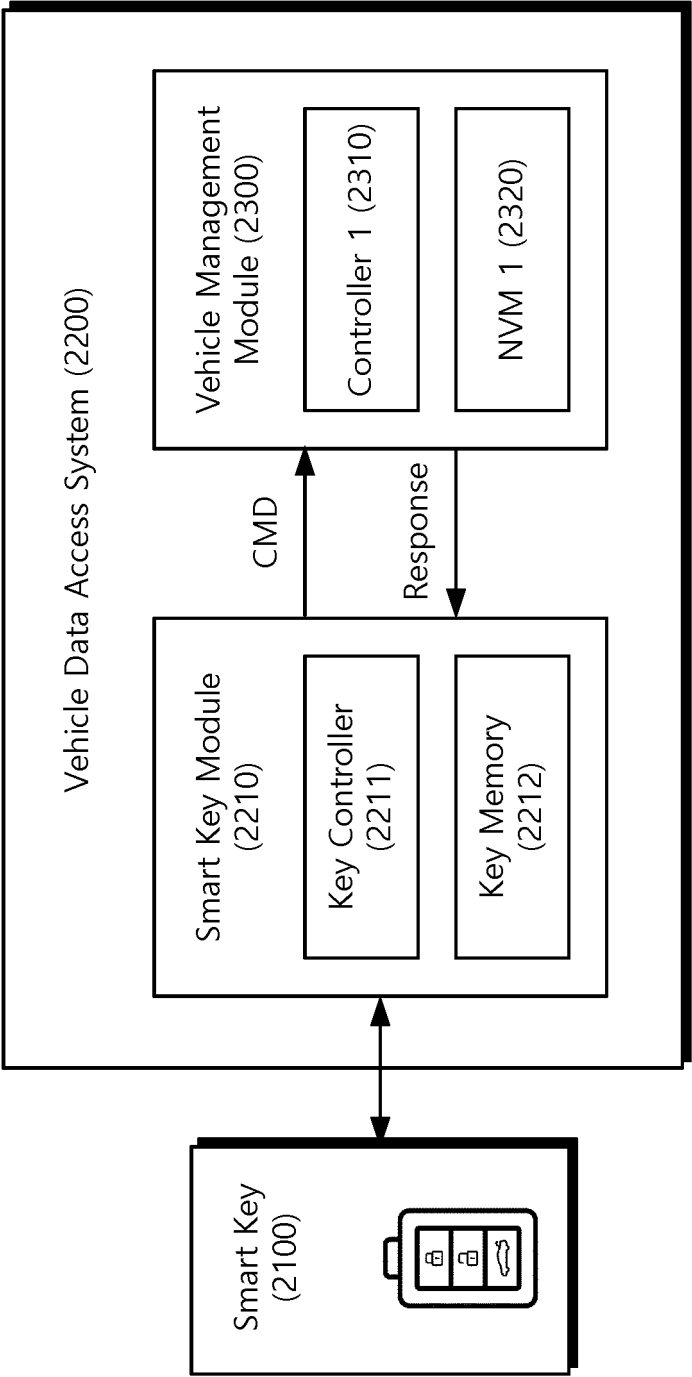 Vehicle Data Access System (2200)
Smart Key
(2100)
Smart Key Module
(2210)
Key Controller
(2211)
Key Memory
(2212)
CMD
Response
Vehicle Management
Module (2300)
Controller 1 (2310)
NVM 1 (2320)